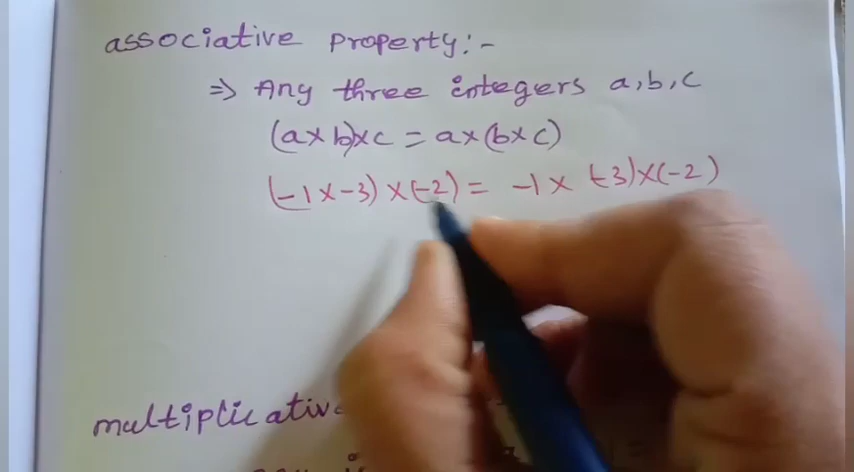 associative property:-
⇒ Any three integers a,b,c
(a×b)×c = a×(b×c)
(-1×-3)×(-2)= -1× (-3)×(-2)
multiplicativ